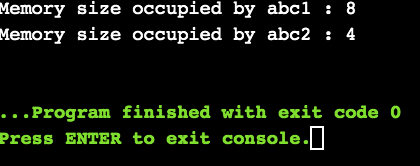 Memory size occupied by abc1 : 8
Memory size occupied by abc2 : 4
...Program finished with exit code 0
Press ENTER to exit console.